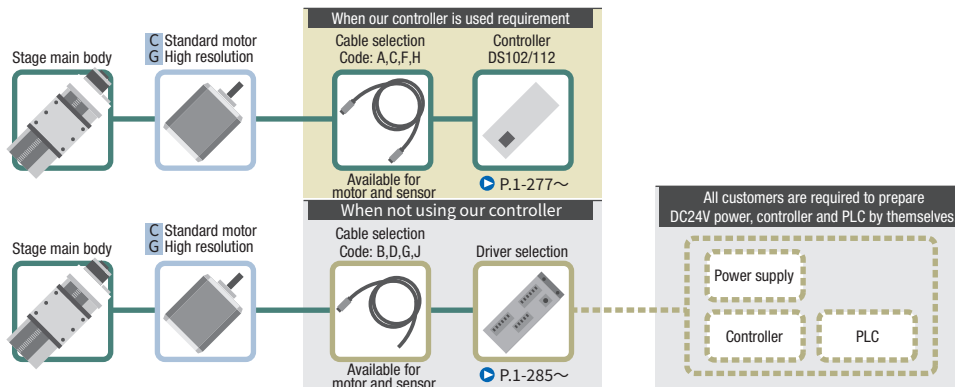 When our controller is used requirement
C Standard motor
G High resolution
Stage main body
Cable selection
Code: A,C,F,H
Controller
DS102/112
Available for
motor and sensor
P.1-277～
When not using our controller
C Standard motor
G High resolution
Stage main body
Cable selection
Code: B,D,G,J
Driver selection
Available for
motor and sensor
P.1-285～
All customers are required to prepare
DC24V power, controller and PLC by themselves
Power supply
Controller
PLC